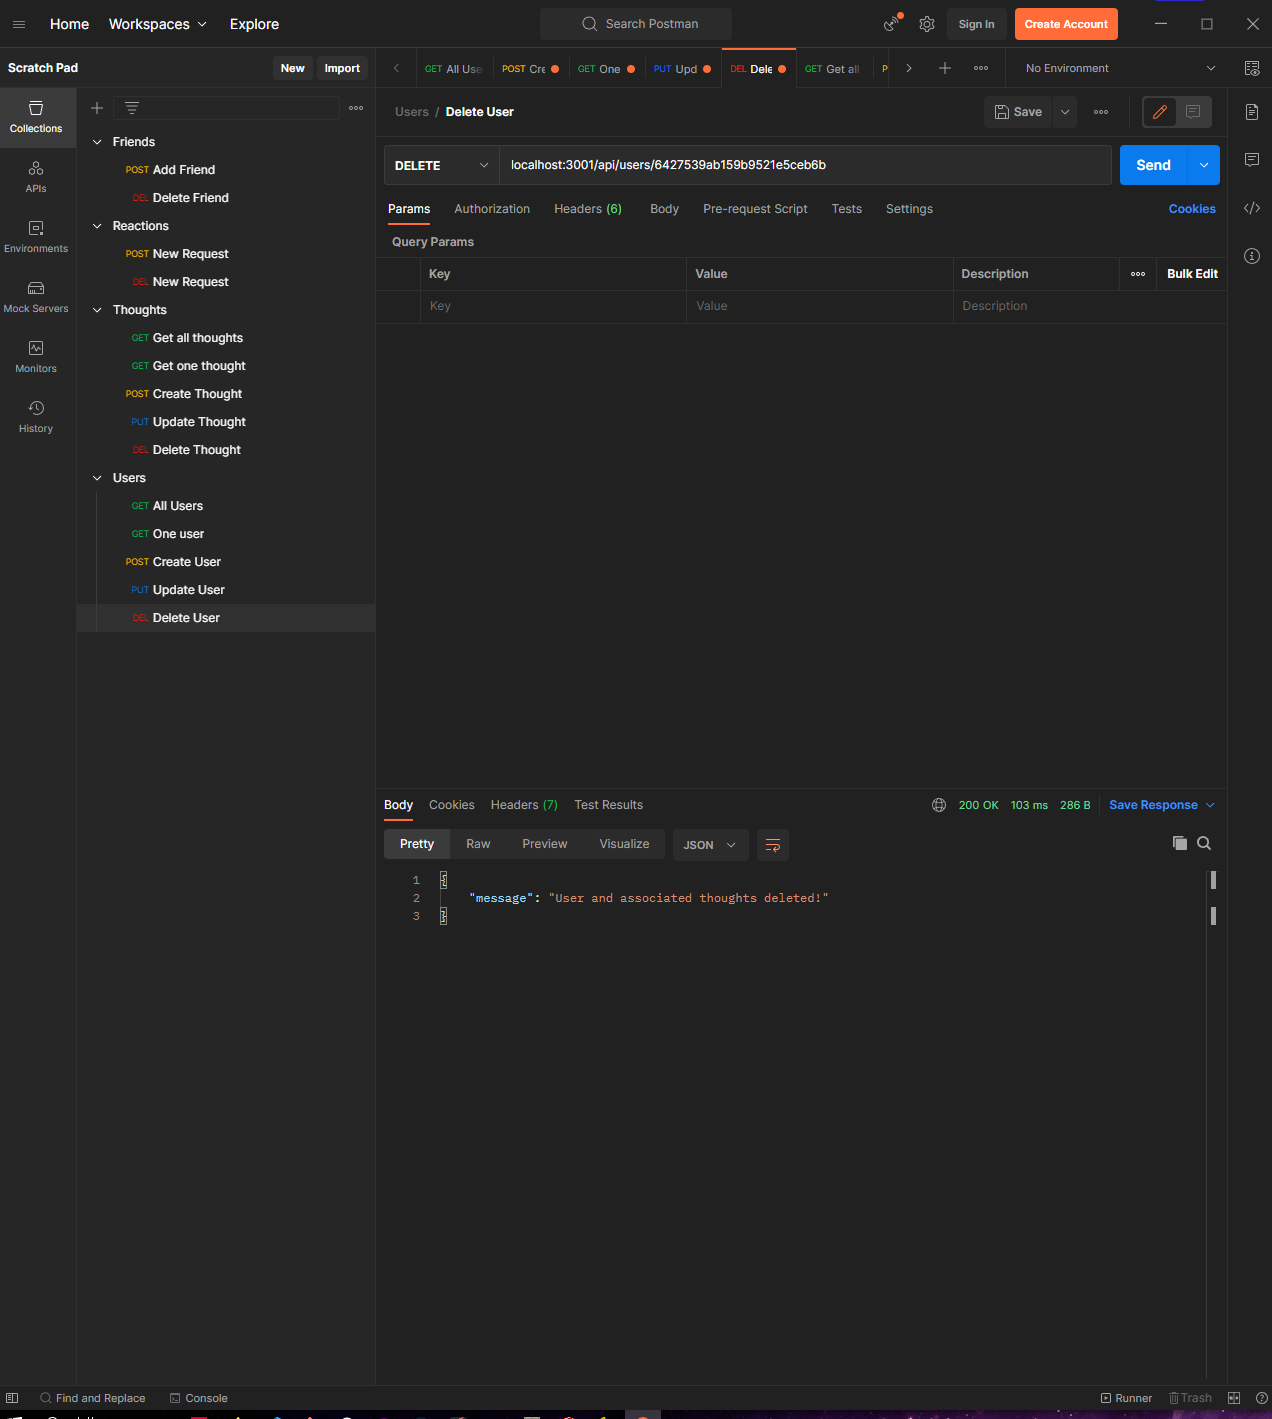 Home Workspaces Explore Search Postman Sign In Create Account
Scratch Pad New Import
GET All Use POST Cre GET One PUT Upd DEL Dele GET Get all P No Environment
Collections
APIs
Environments
Mock Servers
Monitors
History
Friends
POST Add Friend
DEL Delete Friend
Reactions
POST New Request
DEL New Request
Thoughts
GET Get all thoughts
GET Get one thought
POST Create Thought
PUT Update Thought
DEL Delete Thought
Users
GET All Users
GET One user
POST Create User
PUT Update User
DEL Delete User
Users / Delete User Save
DELETE localhost:3001/api/users/6427539ab159b9521e5ceb6b Send
Params Authorization Headers (6) Body Pre-request Script Tests Settings Cookies
Query Params
Key Value Description Bulk Edit
Key Value Description
Body Cookies Headers (7) Test Results 200 OK 103 ms 286 B Save Response
Pretty Raw Preview Visualize JSON
1 {
2 "message": "User and associated thoughts deleted!"
3 }
Find and Replace Console Runner Trash